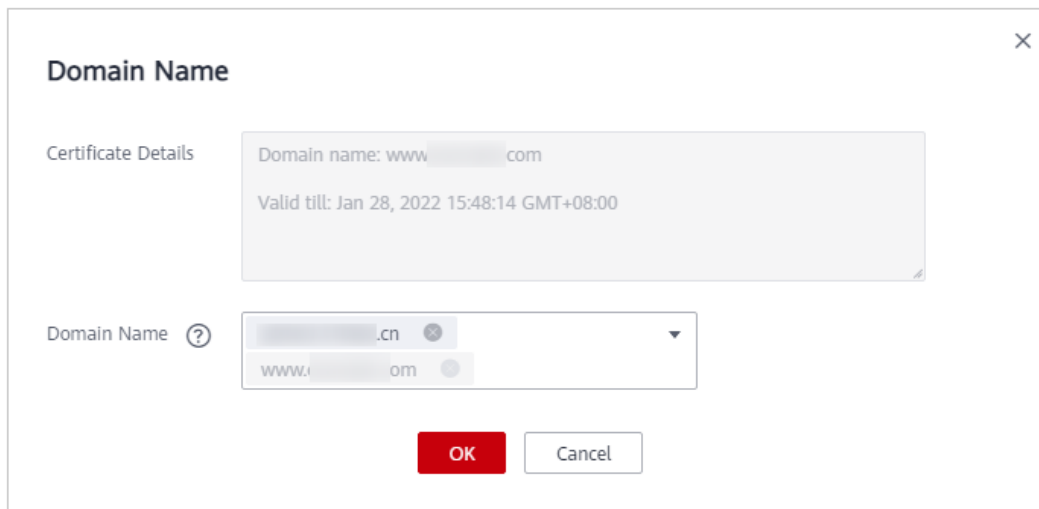 Domain Name
Certificate Details
Domain name: www com
Valid till: Jan 28, 2022 15:48:14 GMT+08:00
Domain Name ?
.cn
www. om
OK Cancel